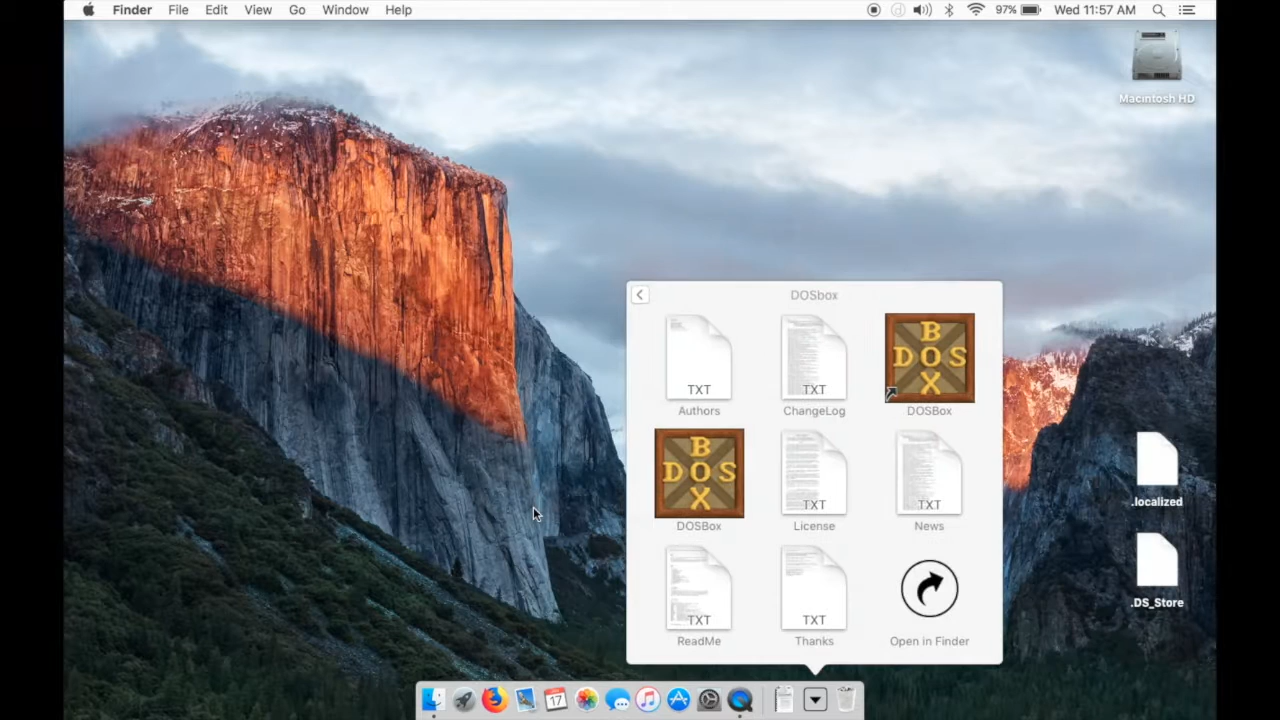 Finder File Edit View Go Window Help 97% Wed 11:57 AM
Macintosh HD
DOSbox
TXT TXT B DOS X
Authors ChangeLog DOSBox
B DOS X TXT TXT
DOSBox License News
TXT TXT
ReadMe Thanks Open in Finder
.localized
.DS_Store
17